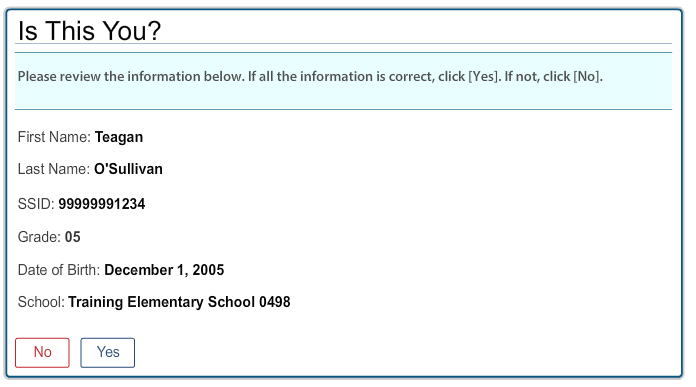 Is This You?
Please review the information below. If all the information is correct, click [Yes]. If not, click [No].
First Name: Teagan
Last Name: O'Sullivan
SSID: 99999991234
Grade: 05
Date of Birth: December 1, 2005
School: Training Elementary School 0498
No Yes